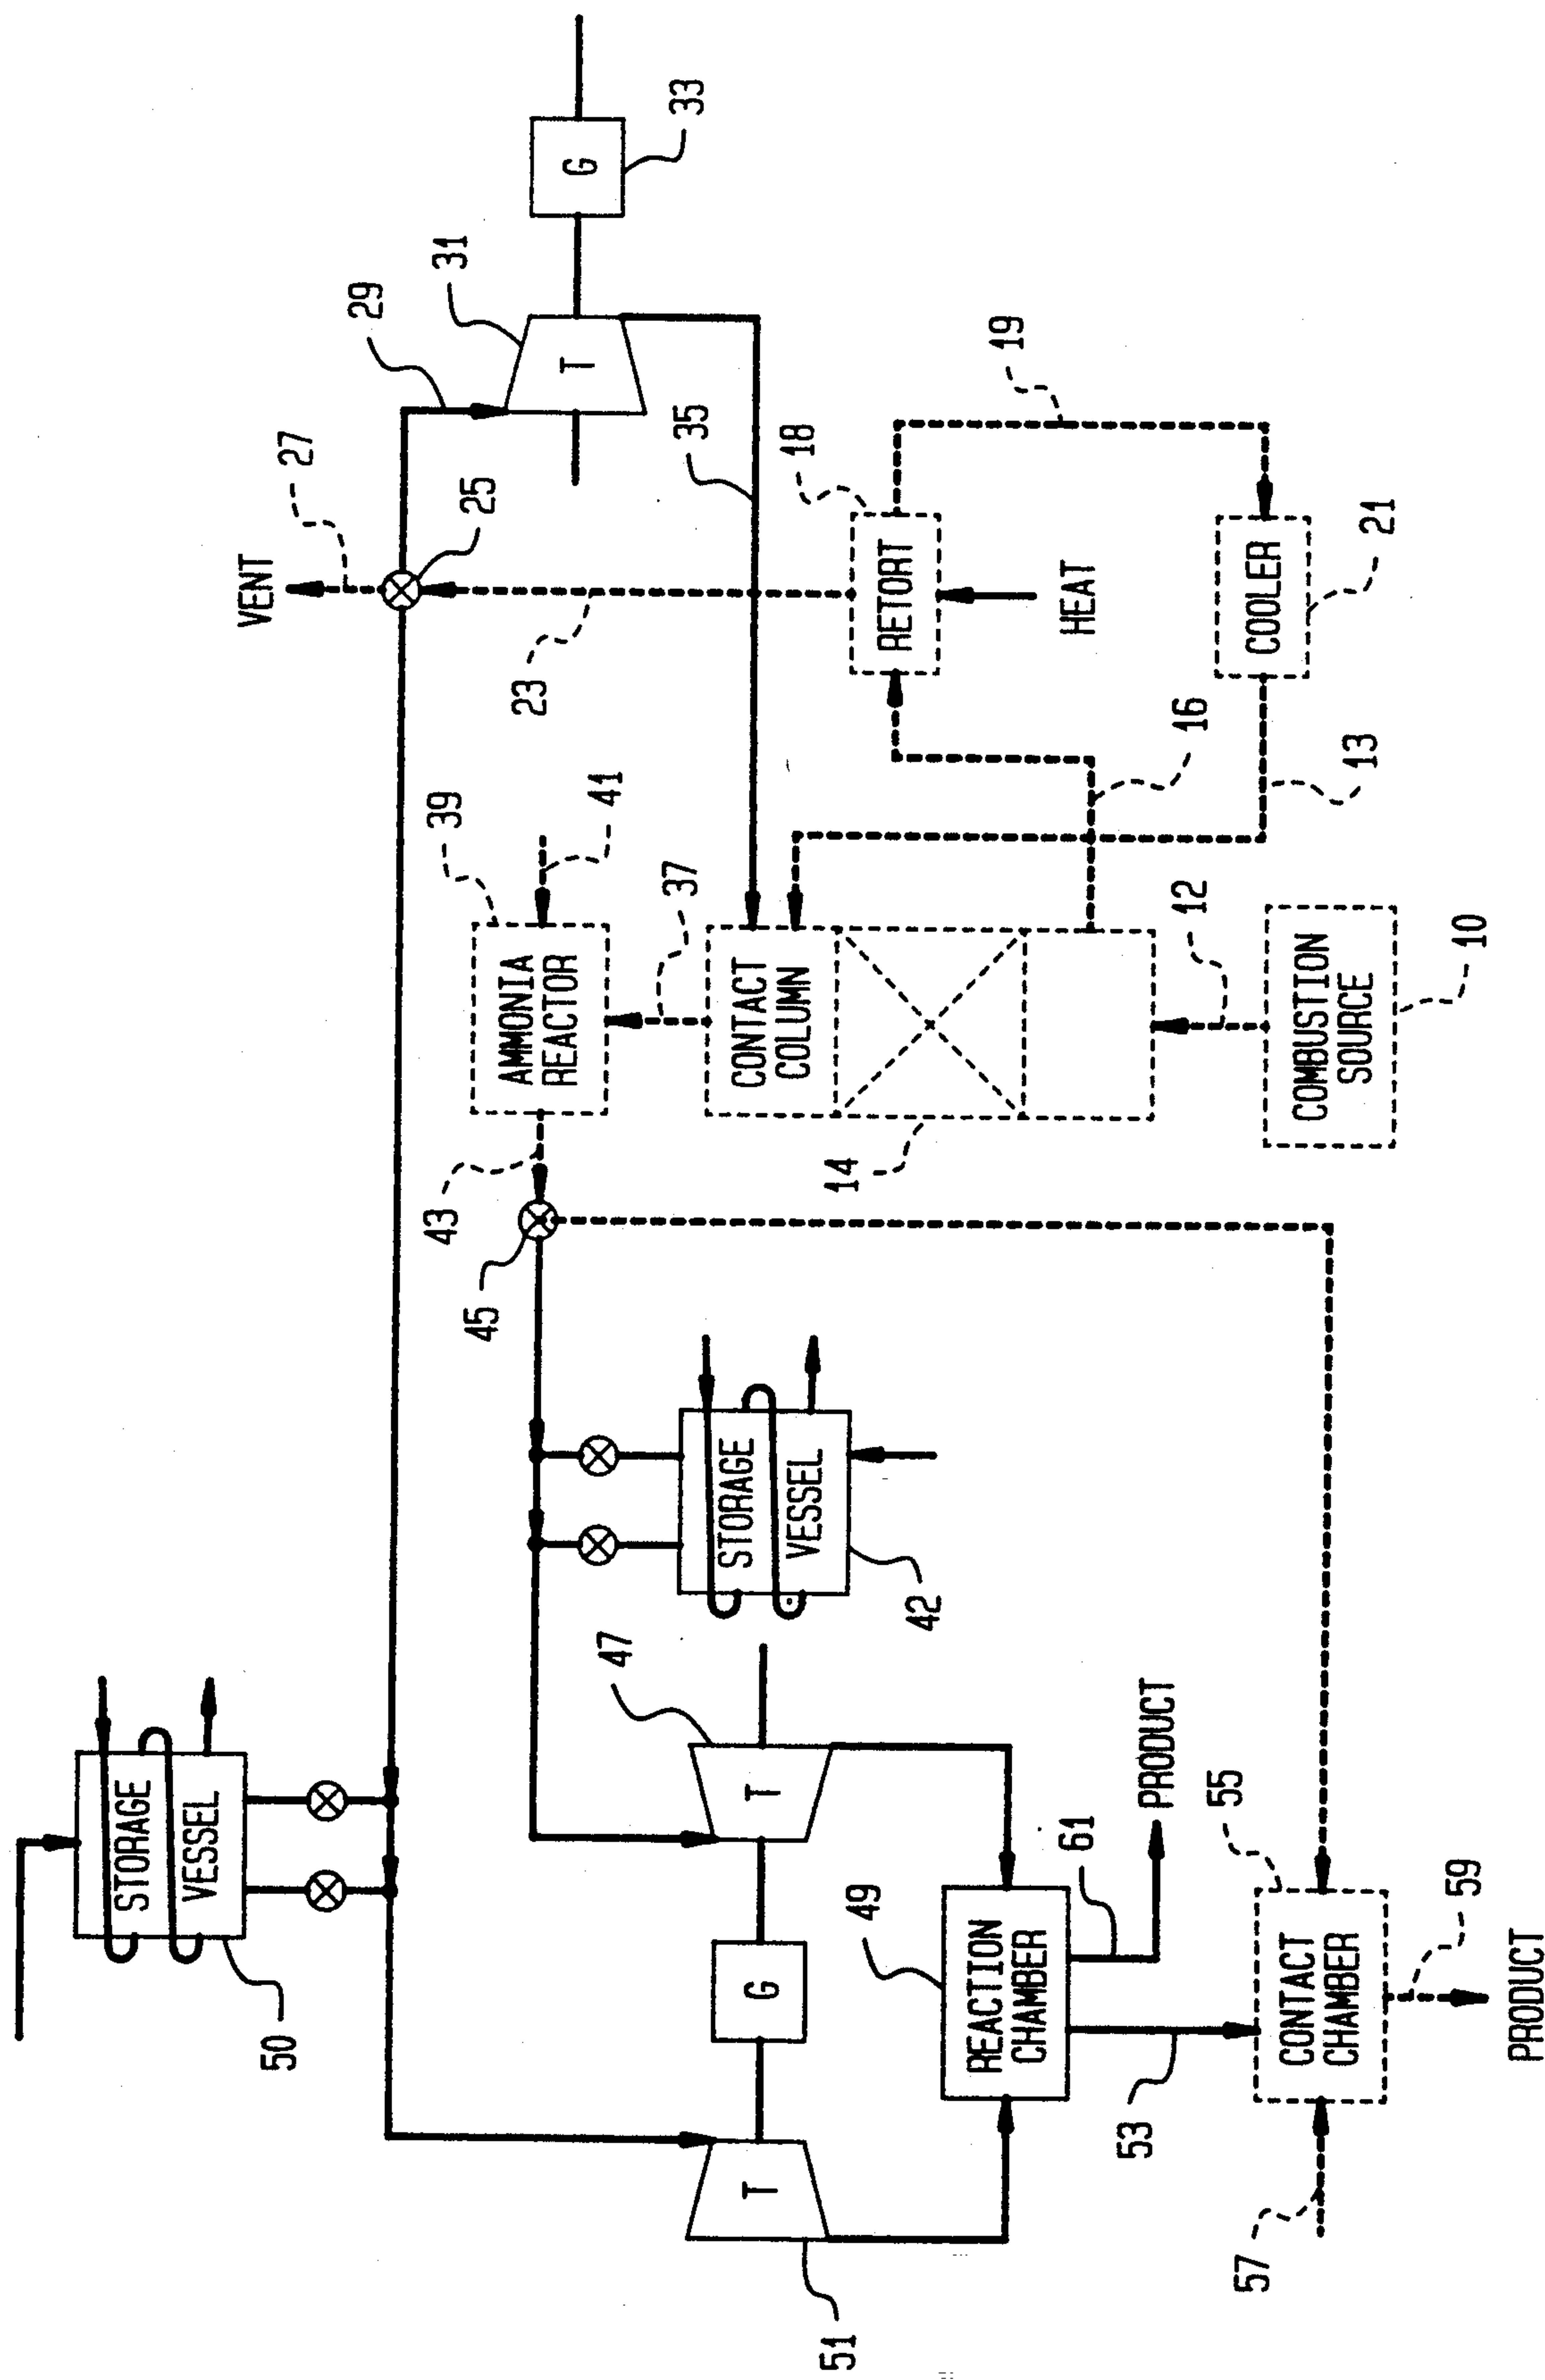 STORAGE
VESSEL
VENT
50
27
29
43
39
31
25
45
AMMONIA
REACTOR
23
G
T
41
47
37
33
35
STORAGE
VESSEL
CONTACT
COLUMN
T
G
T
18
51
14
49
RETORT
42
REACTION
CHAMBER
19
61
HEAT
53
PRODUCT
12
16
55
57
COOLER
CONTACT
CHAMBER
COMBUSTION
SOURCE
13
21
59
10
PRODUCT